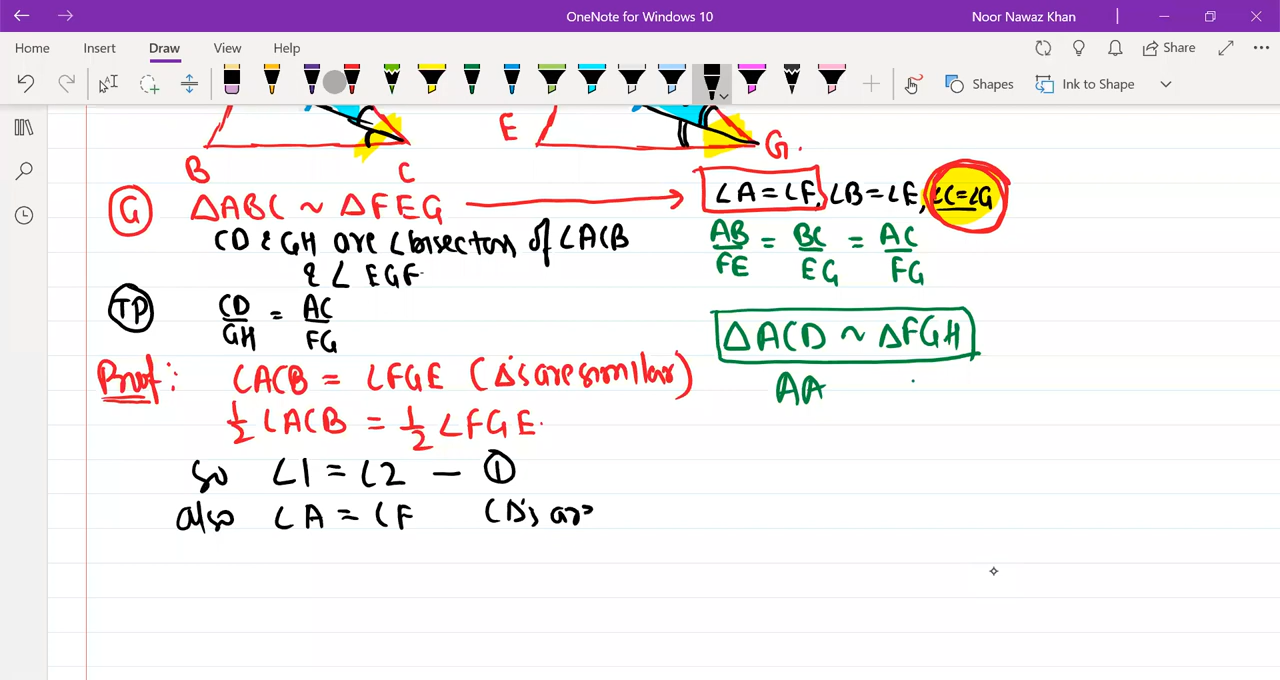 OneNote for Windows 10
Noor Nawaz Khan
Home Insert Draw View Help
Share
Shapes
Ink to Shape
B
C
E
G.
G ΔABC ~ ΔFEG
CD & GH are ∠bisectors of ∠ACB
& ∠EGF
TP CD/GH = AC/FG
Proof: ∠ACB = ∠FGE (Δ's are similar)
1/2 ∠ACB = 1/2 ∠FGE.
so ∠1 = ∠2 — ①
also ∠A = ∠F (Δ's are
∠A = ∠F, ∠B = ∠E, ∠C = ∠G
AB/FE = BC/EG = AC/FG
ΔACD ~ ΔFGH
AA